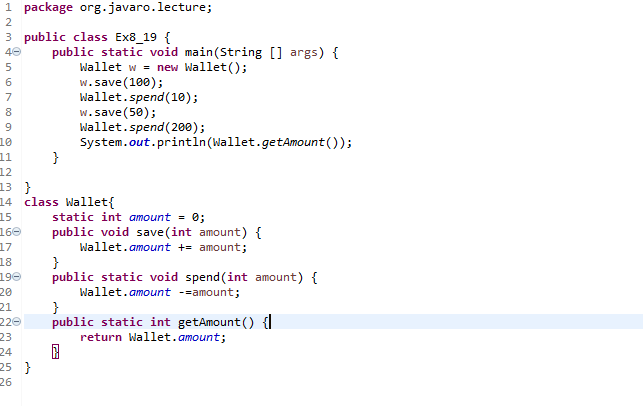 1 package org.javaro.lecture;
2
3 public class Ex8_19 {
4 public static void main(String [] args) {
5 Wallet w = new Wallet();
6 w.save(100);
7 Wallet.spend(10);
8 w.save(50);
9 Wallet.spend(200);
10 System.out.println(Wallet.getAmount());
11 }
12
13 }
14 class Wallet{
15 static int amount = 0;
16 public void save(int amount) {
17 Wallet.amount += amount;
18 }
19 public static void spend(int amount) {
20 Wallet.amount -=amount;
21 }
22 public static int getAmount() {
23 return Wallet.amount;
24 }
25 }
26